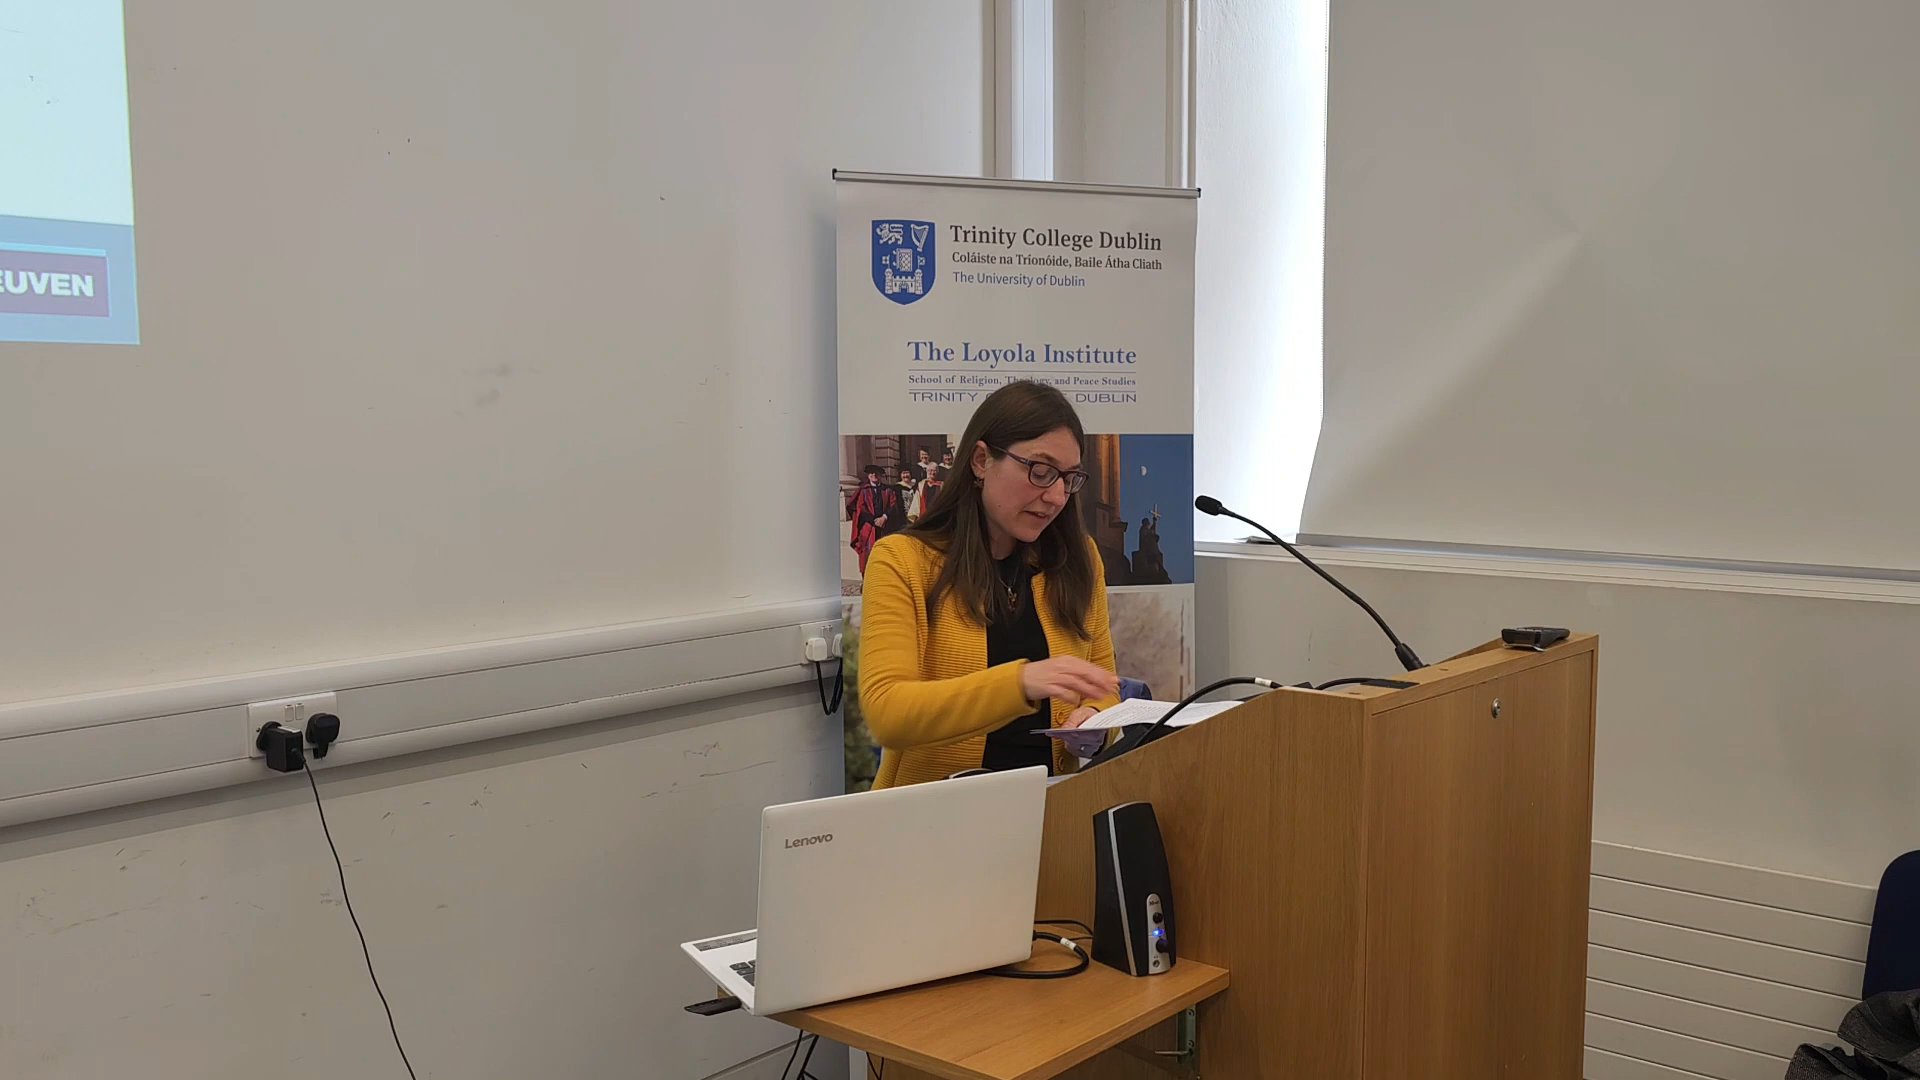 EUVEN
Trinity College Dublin
Coláiste na Tríonóide, Baile Átha Cliath
The University of Dublin
The Loyola Institute
School of Religion, Theology, and Peace Studies
TRINITY DUBLIN
Lenovo